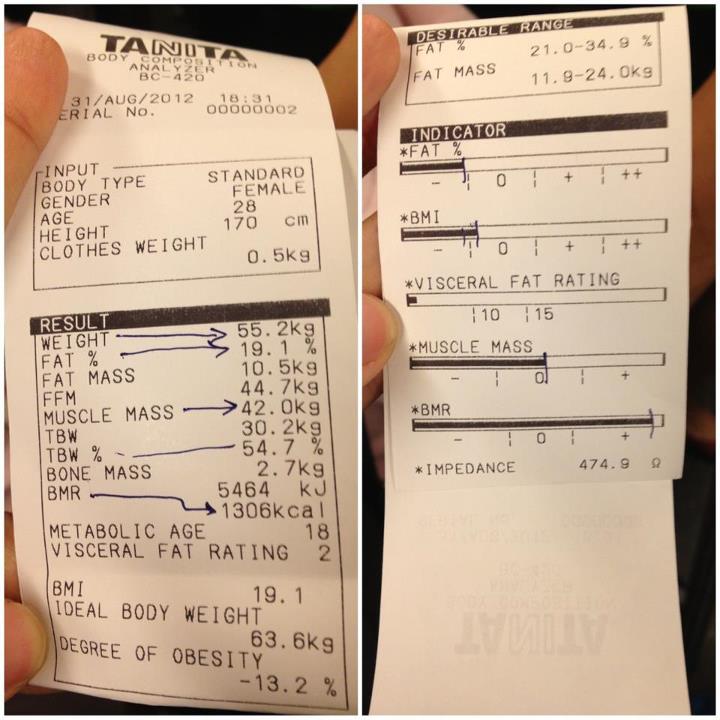 TANITA
BODY COMPOSITION
ANALYZER
BC-420
31/AUG/2012 18:31
ERIAL No. 00000002
INPUT
BODY TYPE STANDARD
GENDER FEMALE
AGE 28
HEIGHT 170 cm
CLOTHES WEIGHT 0.5kg
RESULT
WEIGHT 55.2kg
FAT % 19.1 %
FAT MASS 10.5kg
FFM 44.7kg
MUSCLE MASS 42.0kg
TBW 30.2kg
TBW % 54.7 %
BONE MASS 2.7kg
BMR 5464 kJ
1306kcal
METABOLIC AGE 18
VISCERAL FAT RATING 2
BMI 19.1
IDEAL BODY WEIGHT
63.6kg
DEGREE OF OBESITY
-13.2 %
DESIRABLE RANGE
FAT % 21.0-34.9 %
FAT MASS 11.9-24.0kg
INDICATOR
*FAT %
- 0 + ++
*BMI
- 0 + ++
*VISCERAL FAT RATING
10 15
*MUSCLE MASS
- 0 +
*BMR
- 0 +
*IMPEDANCE 474.9 Ω